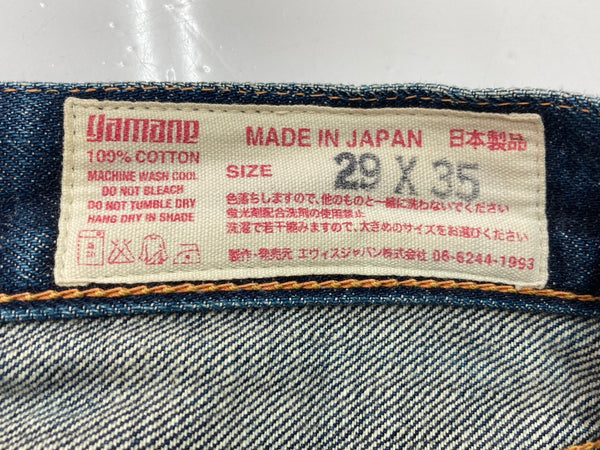 yamane
MADE IN JAPAN 日本製品
100% COTTON
SIZE 29 X 35
MACHINE WASN COOL
DO NOT BLEACH
DO NOT TUMBLE DRY
HANG DRY IN SHADE
色落ちしますので、他のものと一緒に洗わないでください
蛍光剤配合洗剤の使用禁止
洗濯で若干縮みますので、大きめのサイズをお選びください
製作・発売元 エヴィスジャパン株式会社 06-6244-1993